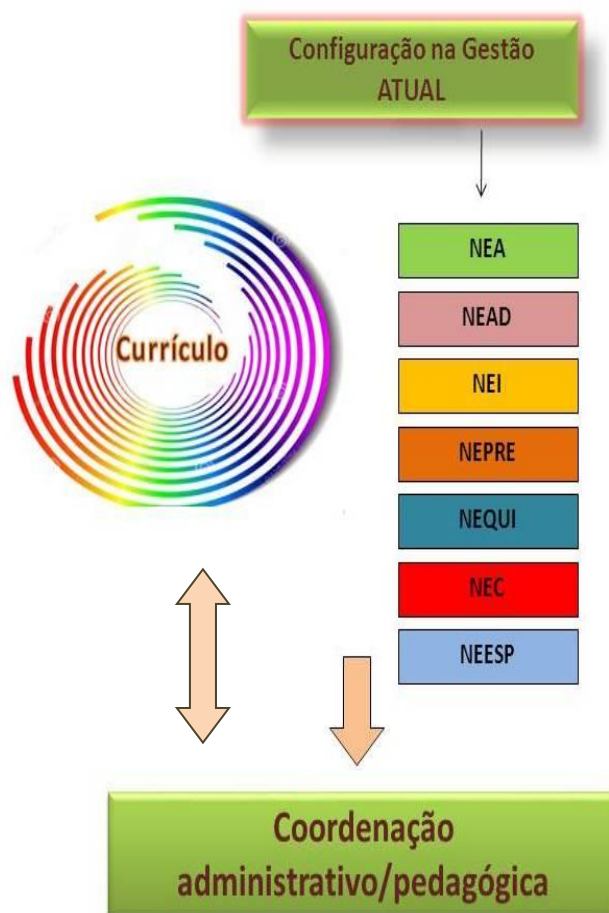 Configuração na Gestão
ATUAL
NEA
NEAD
Currículo
NEI
NEPRE
NEQUI
NEC
NEESP
Coordenação
administrativo/pedagógica